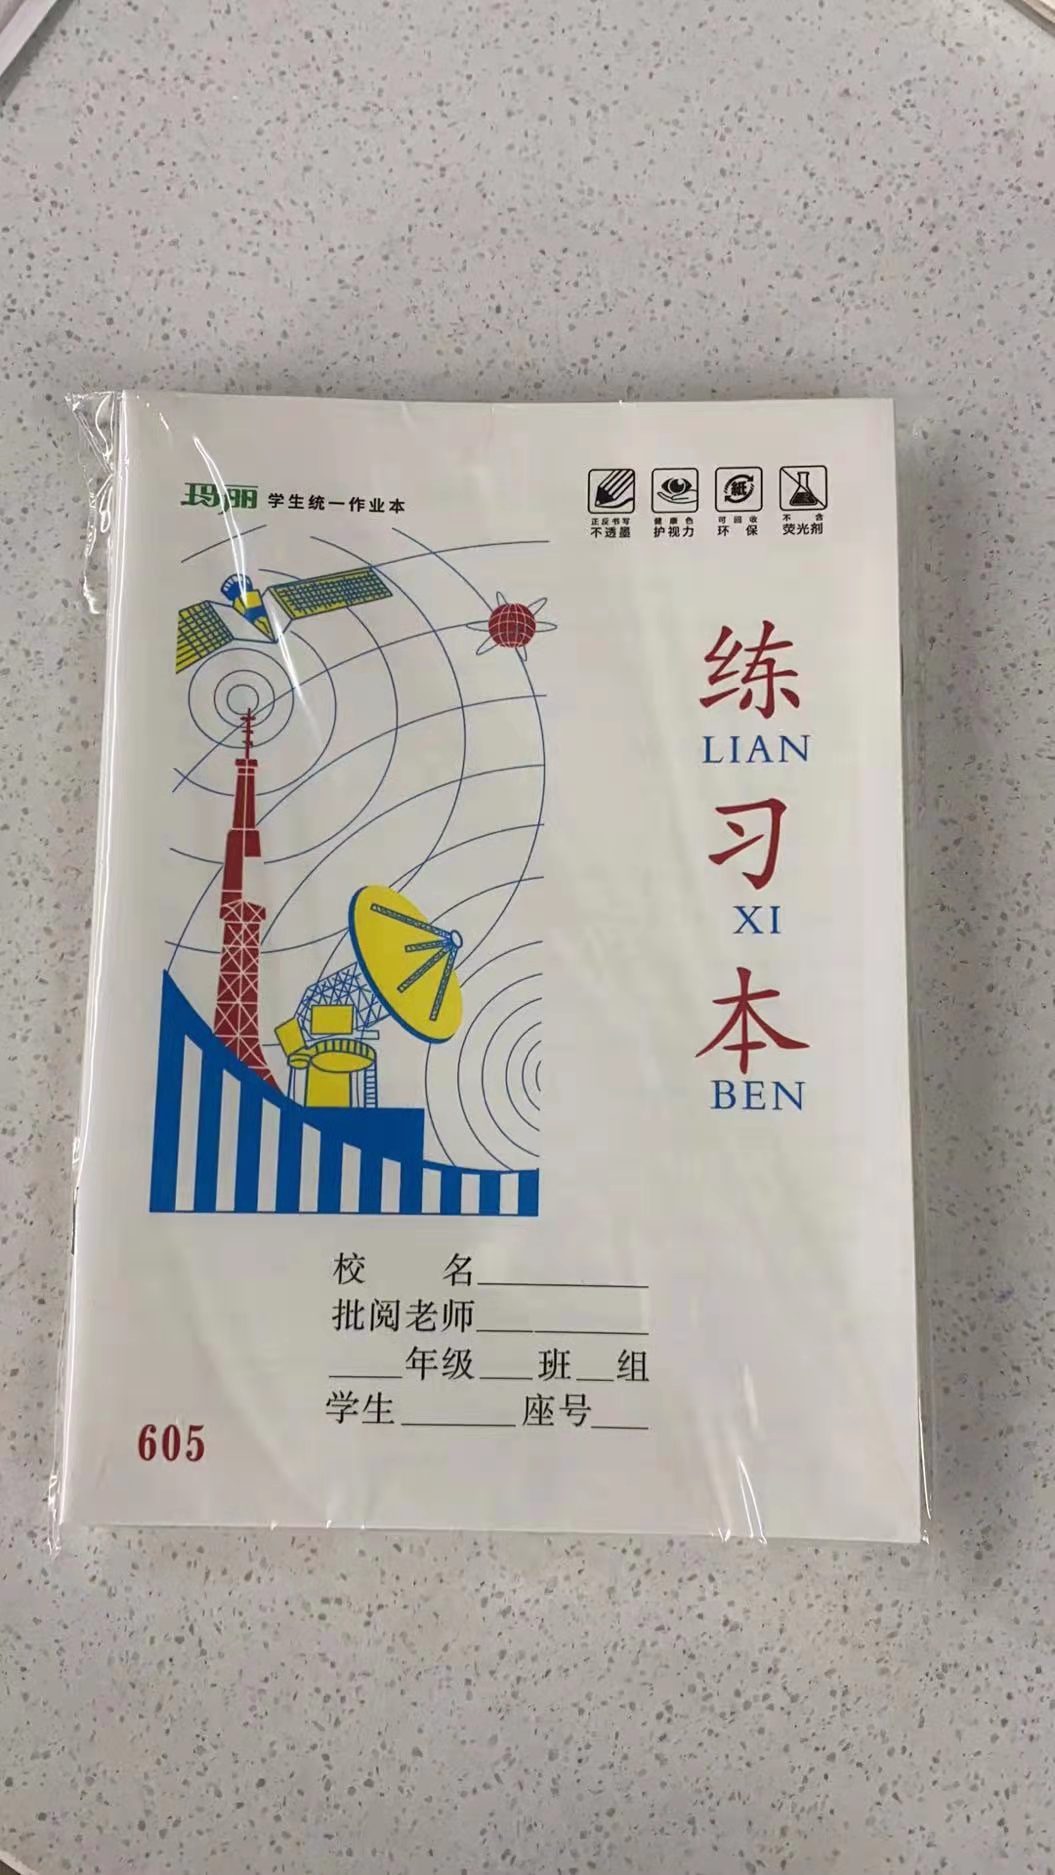 玛丽 学生统一作业本
正反书写
不透墨
健康色
护视力
紙
可回收
环保
不含
荧光剂
练
LIAN
习
XI
本
BEN
校 名
批阅老师
年级 班 组
学生 座号
605